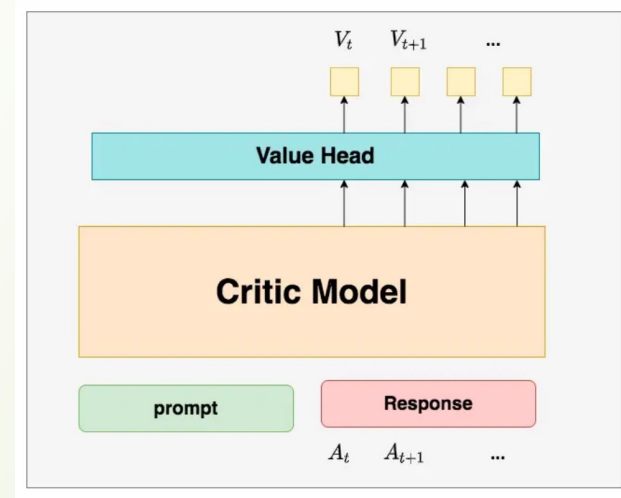 V_t V_{t+1} ...
Value Head
Critic Model
prompt Response
A_t A_{t+1} ...